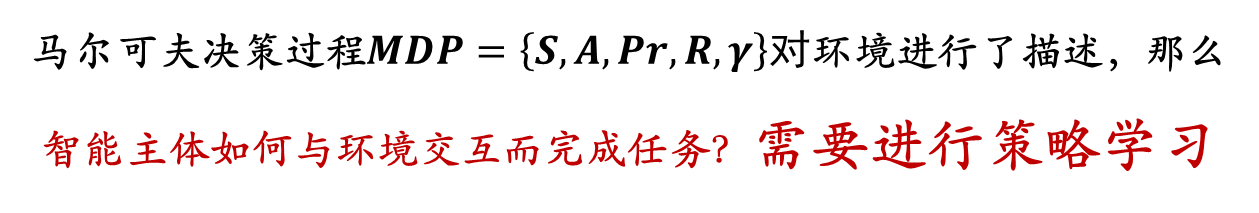 马尔可夫决策过程MDP = {S, A, Pr, R, γ}对环境进行了描述，那么
智能主体如何与环境交互而完成任务? 需要进行策略学习